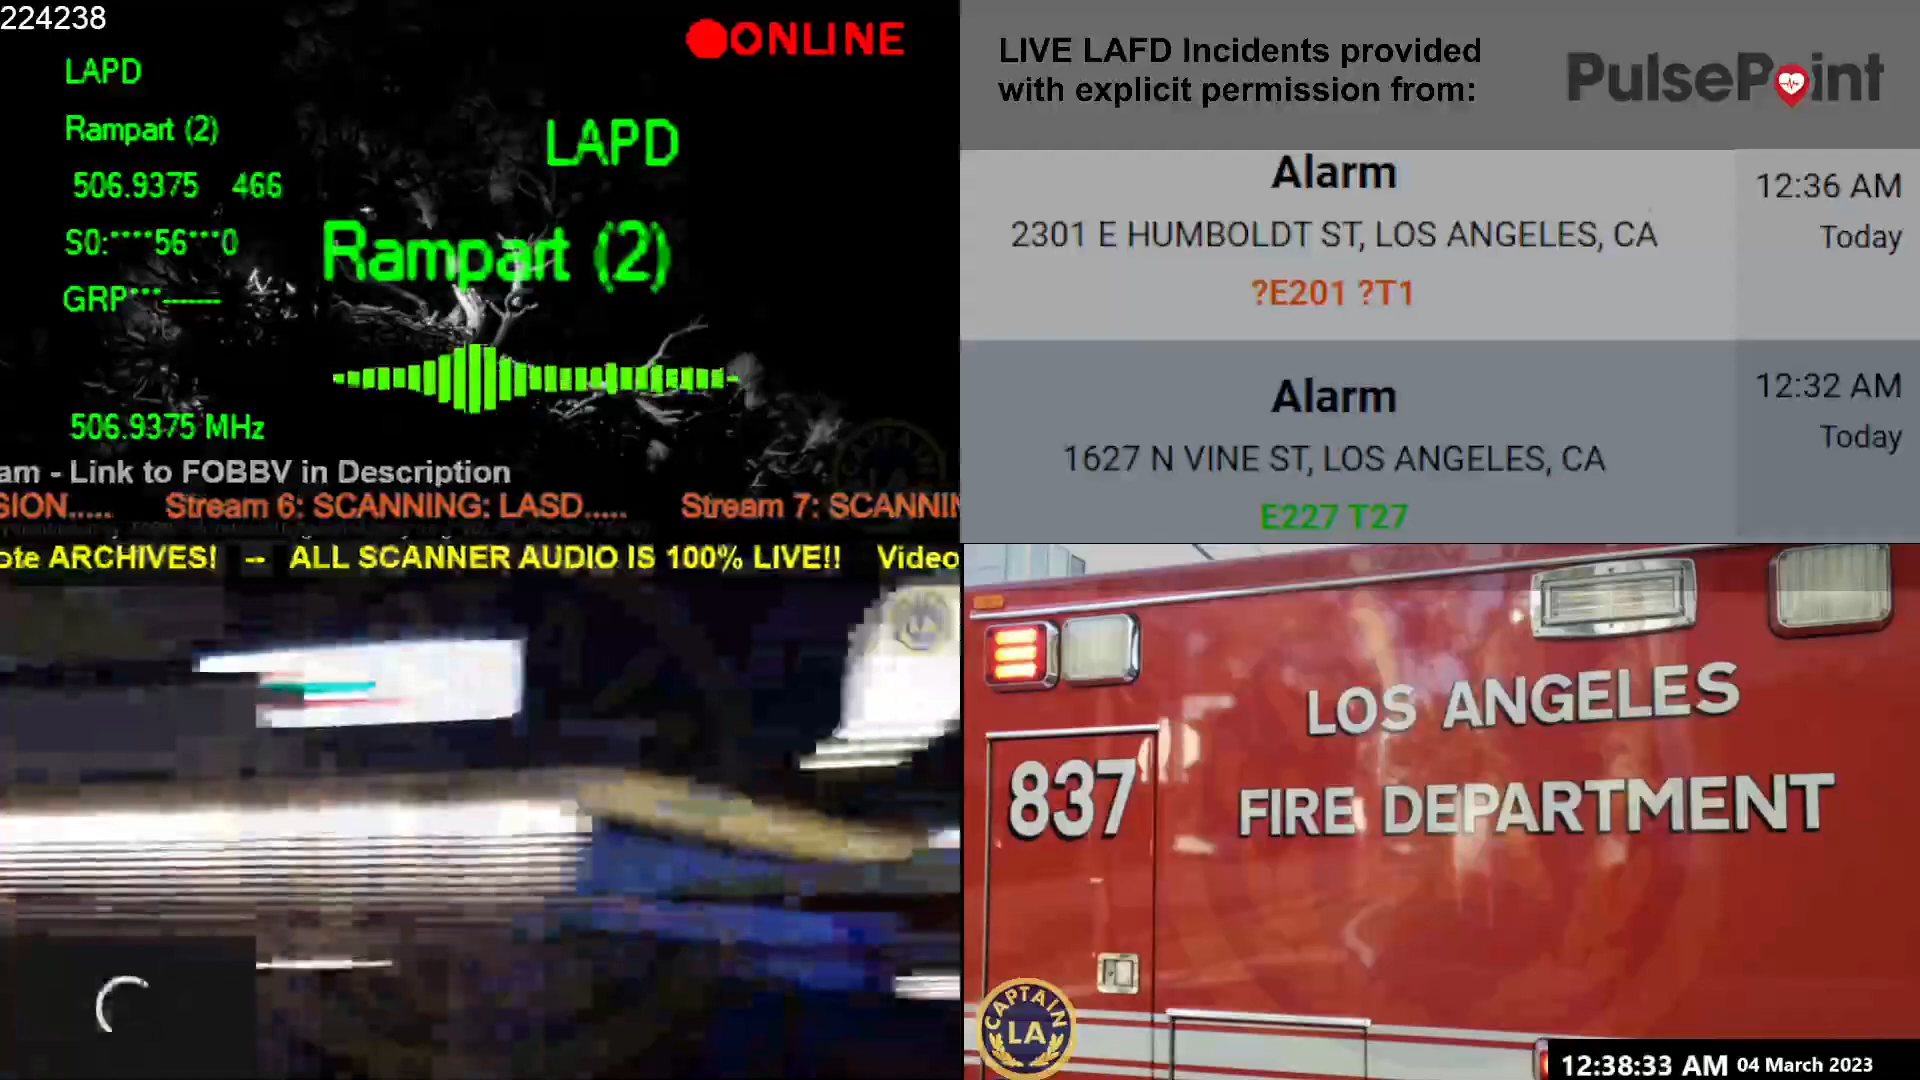 224238
ONLINE
LAPD
Rampart (2)
506.9375 466
S0:****56***0
GRP***-------
LAPD
Rampart (2)
506.9375 MHz
am - Link to FOBBV in Description
SION..... Stream 6: SCANNING: LASD..... Stream 7: SCANNIN
ote ARCHIVES! -- ALL SCANNER AUDIO IS 100% LIVE!! Video
LIVE LAFD Incidents provided
with explicit permission from:
PulsePoint
Alarm
12:36 AM
2301 E HUMBOLDT ST, LOS ANGELES, CA
Today
?E201 ?T1
Alarm
12:32 AM
Today
1627 N VINE ST, LOS ANGELES, CA
E227 T27
LOS ANGELES
FIRE DEPARTMENT
837
CAPTAIN
LA
12:38:33 AM 04 March 2023